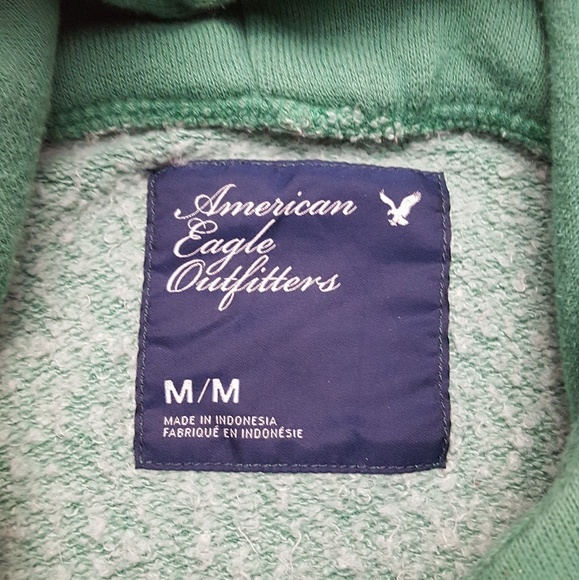 American
Eagle
Outfitters
M/M
MADE IN INDONESIA
FABRIQUÉ EN INDONÉSIE